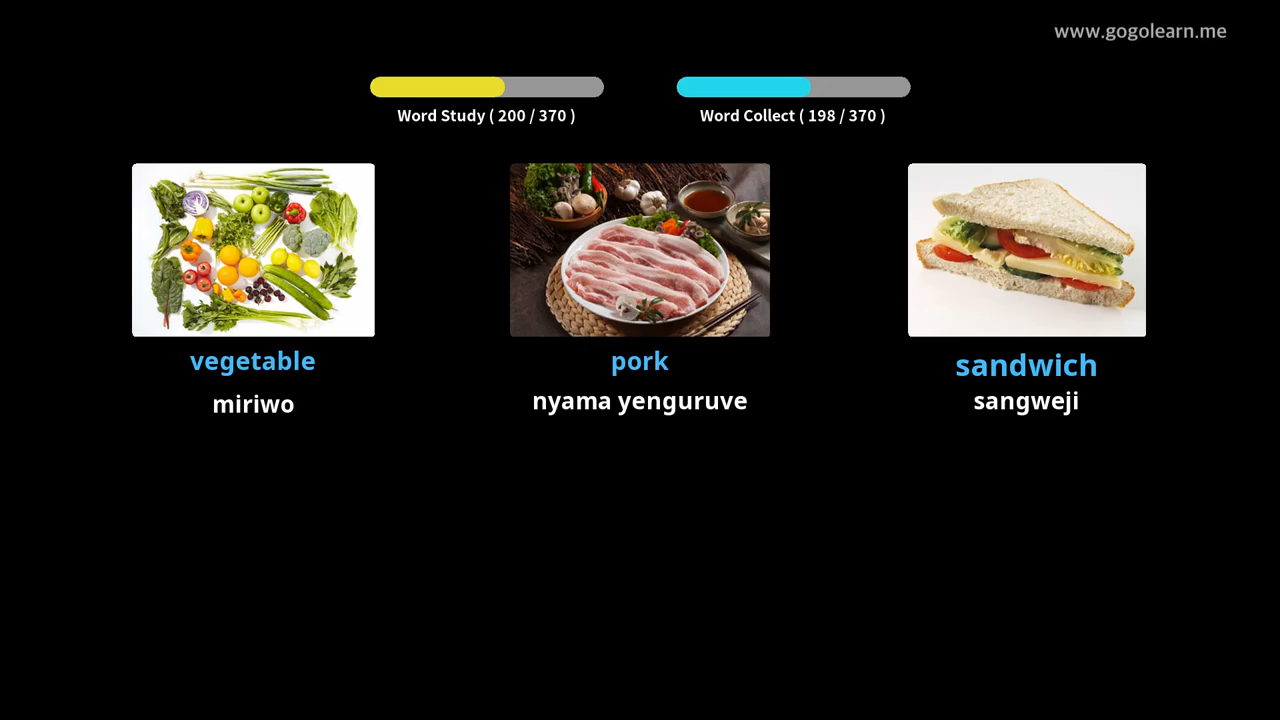 www.gogolearn.me
Word Study ( 200 / 370 )
Word Collect ( 198 / 370 )
vegetable
miriwo
pork
nyama yenguruve
sandwich
sangweji